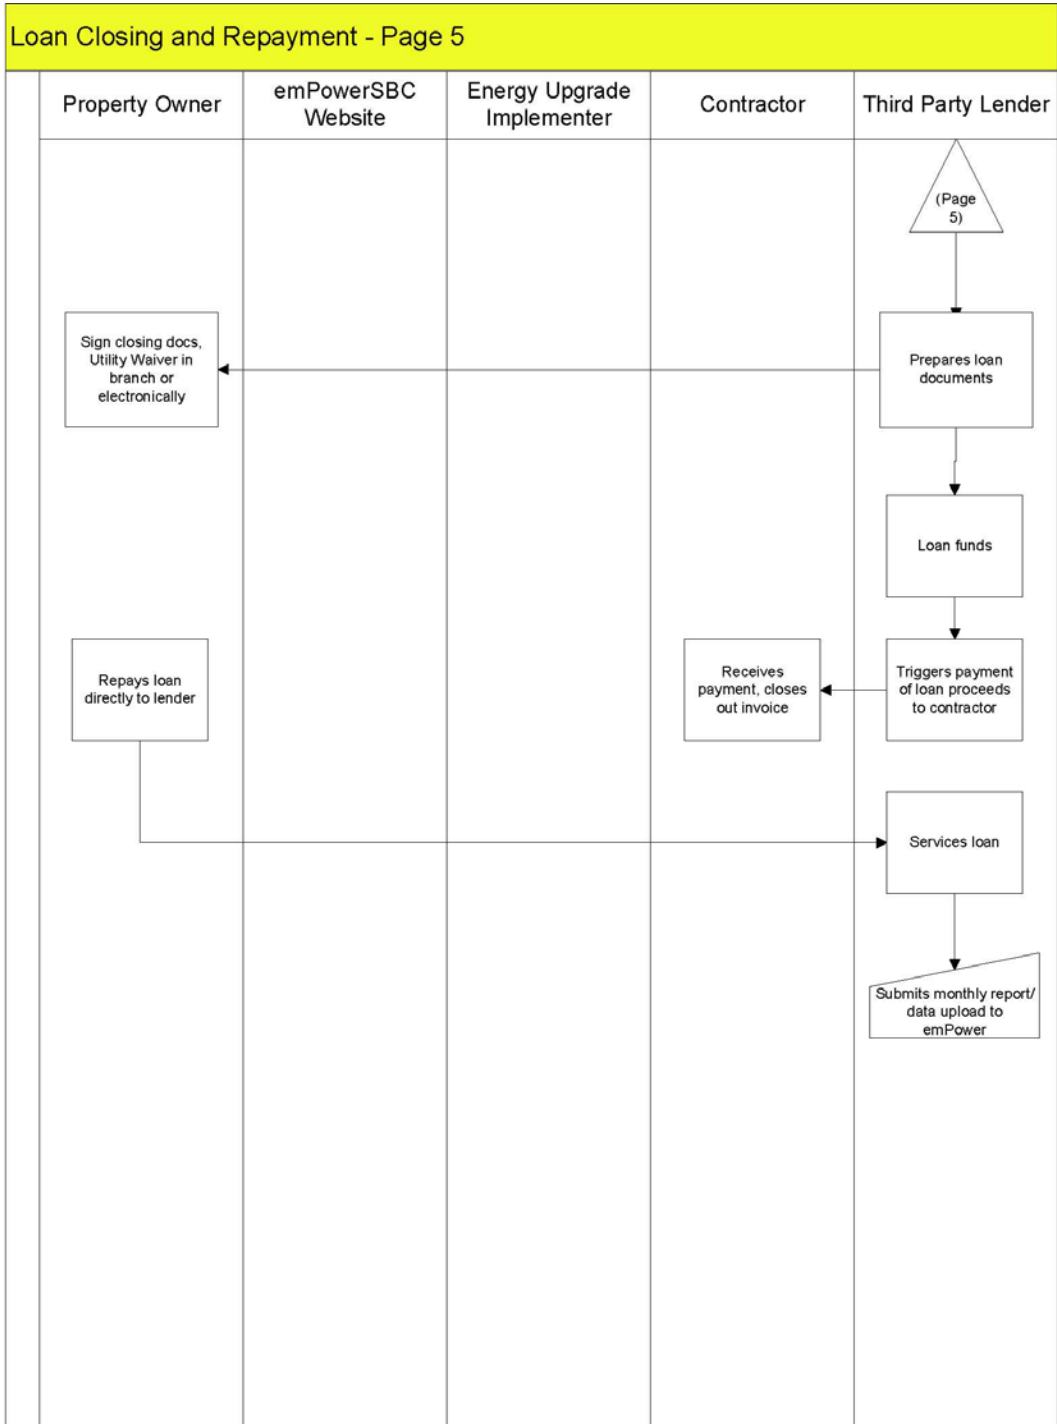 Loan Closing and Repayment - Page 5
Property Owner
emPowerSBC
Website
Energy Upgrade
Implementer
Contractor
Third Party Lender
(Page
5)
Sign closing docs,
Utility Waiver in
branch or
electronically
Prepares loan
documents
Loan funds
Repays loan
directly to lender
Receives
payment, closes
out invoice
Triggers payment
of loan proceeds
to contractor
Services loan
Submits monthly report/
data upload to
emPower